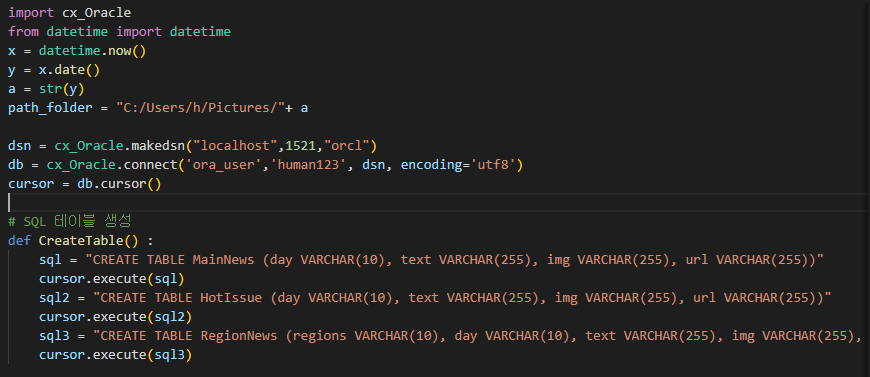 import cx_Oracle
from datetime import datetime
x = datetime.now()
y = x.date()
a = str(y)
path_folder = "C:/Users/h/Pictures/"+ a
dsn = cx_Oracle.makedsn("localhost",1521,"orcl")
db = cx_Oracle.connect('ora_user','human123', dsn, encoding='utf8')
cursor = db.cursor()
# SQL 테이블 생성
def CreateTable() :
sql = "CREATE TABLE MainNews (day VARCHAR(10), text VARCHAR(255), img VARCHAR(255), url VARCHAR(255))"
cursor.execute(sql)
sql2 = "CREATE TABLE HotIssue (day VARCHAR(10), text VARCHAR(255), img VARCHAR(255), url VARCHAR(255))"
cursor.execute(sql2)
sql3 = "CREATE TABLE RegionNews (regions VARCHAR(10), day VARCHAR(10), text VARCHAR(255), img VARCHAR(255),
cursor.execute(sql3)